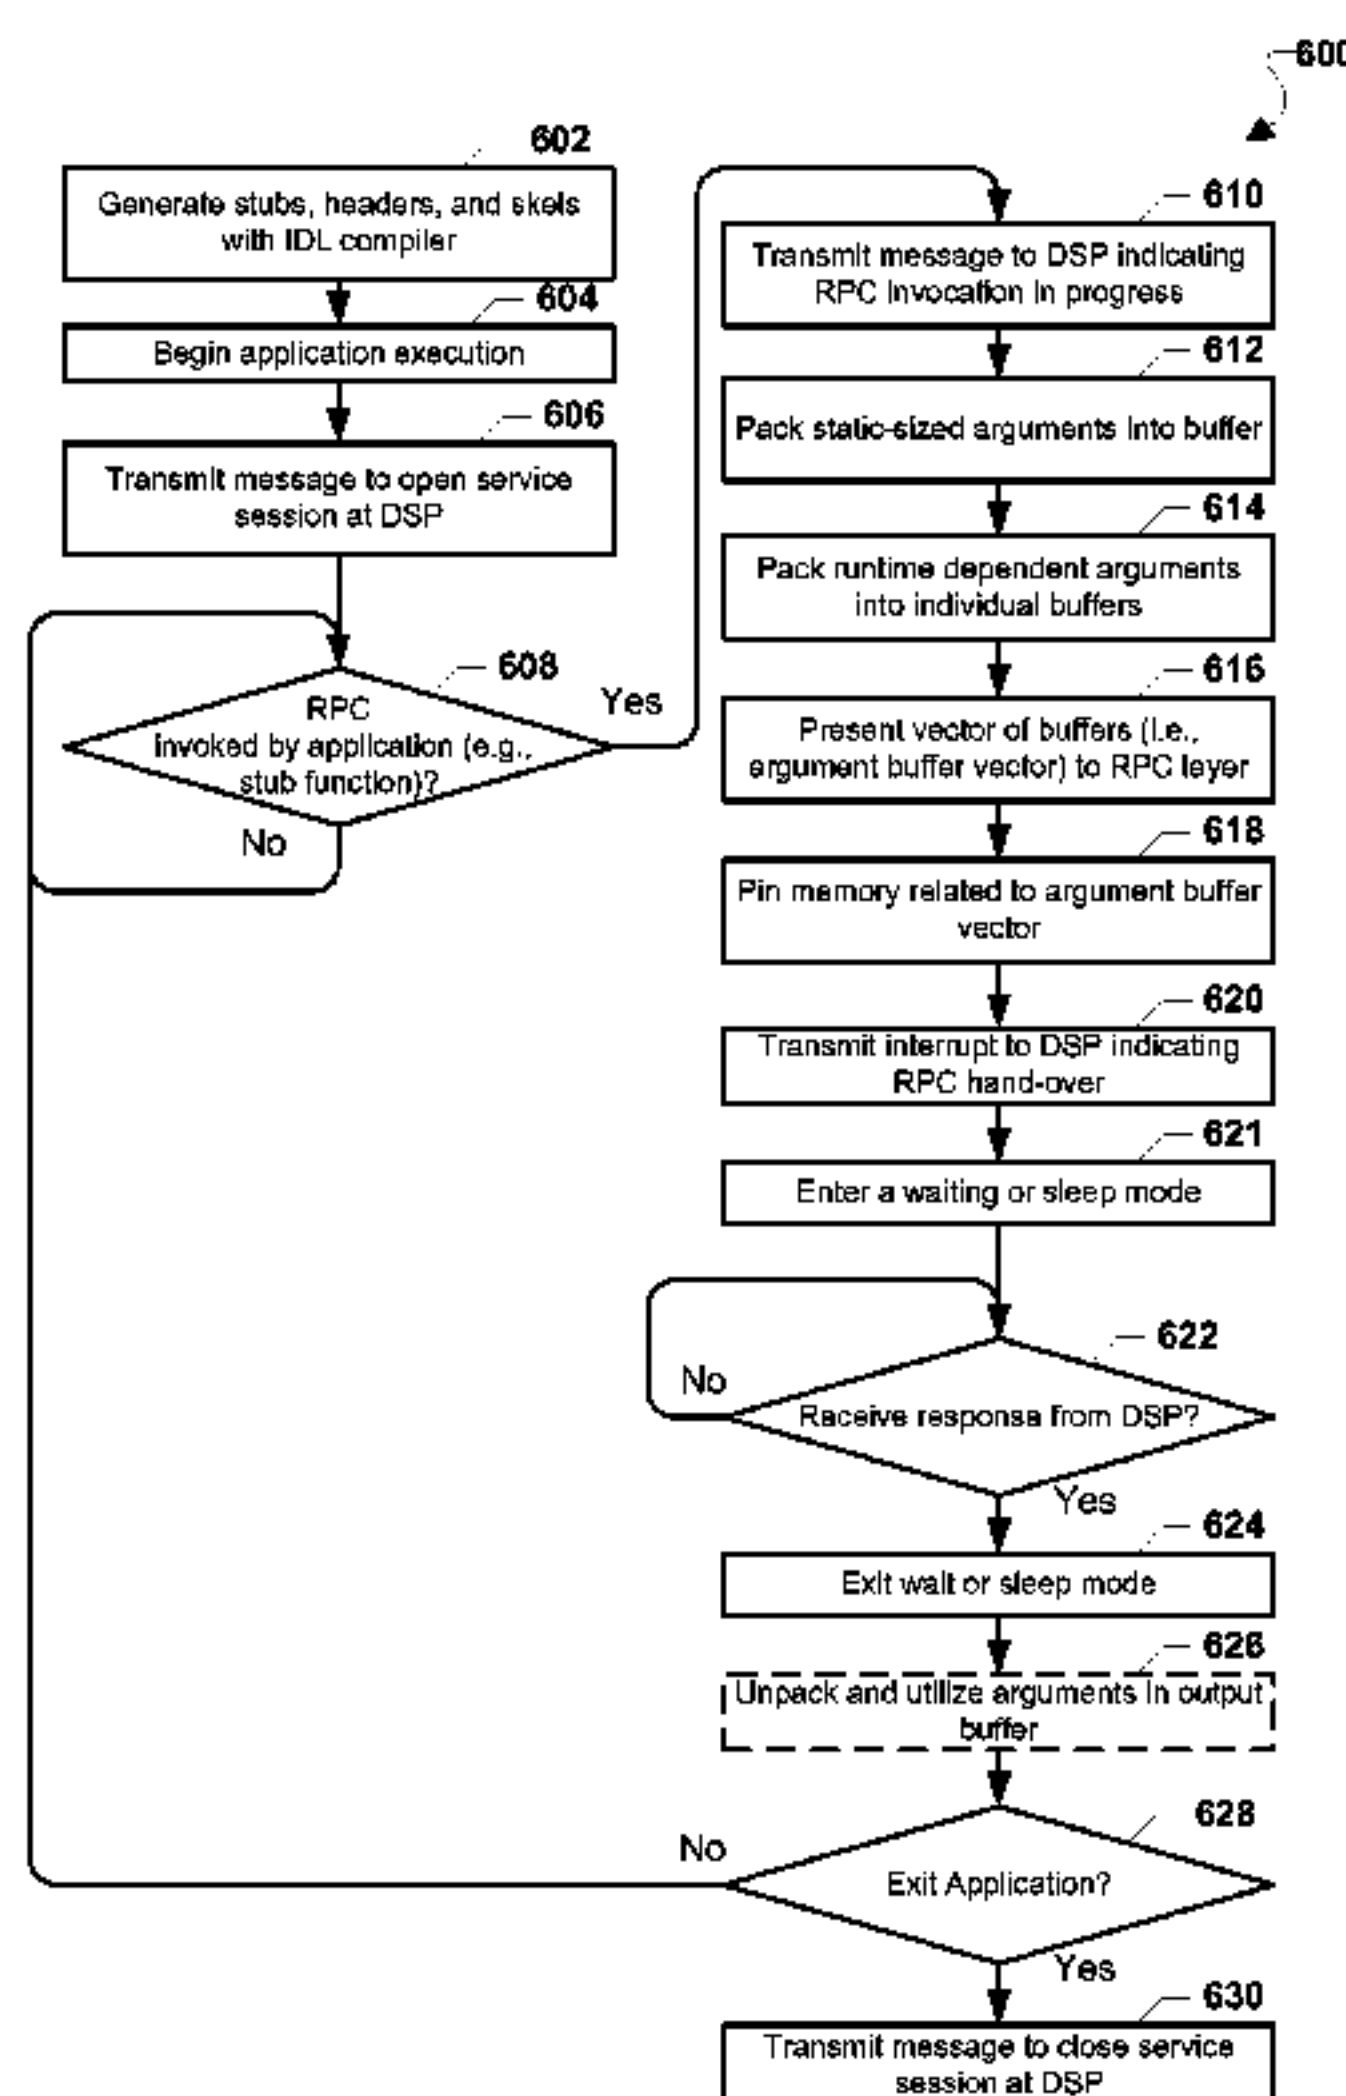 600
602
Generate stubs, headers, and skels
with IDL compiler
604
Begin application execution
606
Transmit message to open service
session at DSP
608
RPC
invoked by application (e.g.,
stub function)?
Yes
No
610
Transmit message to DSP indicating
RPC invocation in progress
612
Pack static-sized arguments into buffer
614
Pack runtime dependent arguments
into individual buffers
616
Present vector of buffers (i.e.,
argument buffer vector) to RPC layer
618
Pin memory related to argument buffer
vector
620
Transmit interrupt to DSP indicating
RPC hand-over
621
Enter a waiting or sleep mode
622
No
Receive response from DSP?
Yes
624
Exit wait or sleep mode
626
Unpack and utilize arguments in output
buffer
628
No
Exit Application?
Yes
630
Transmit message to close service
session at DSP